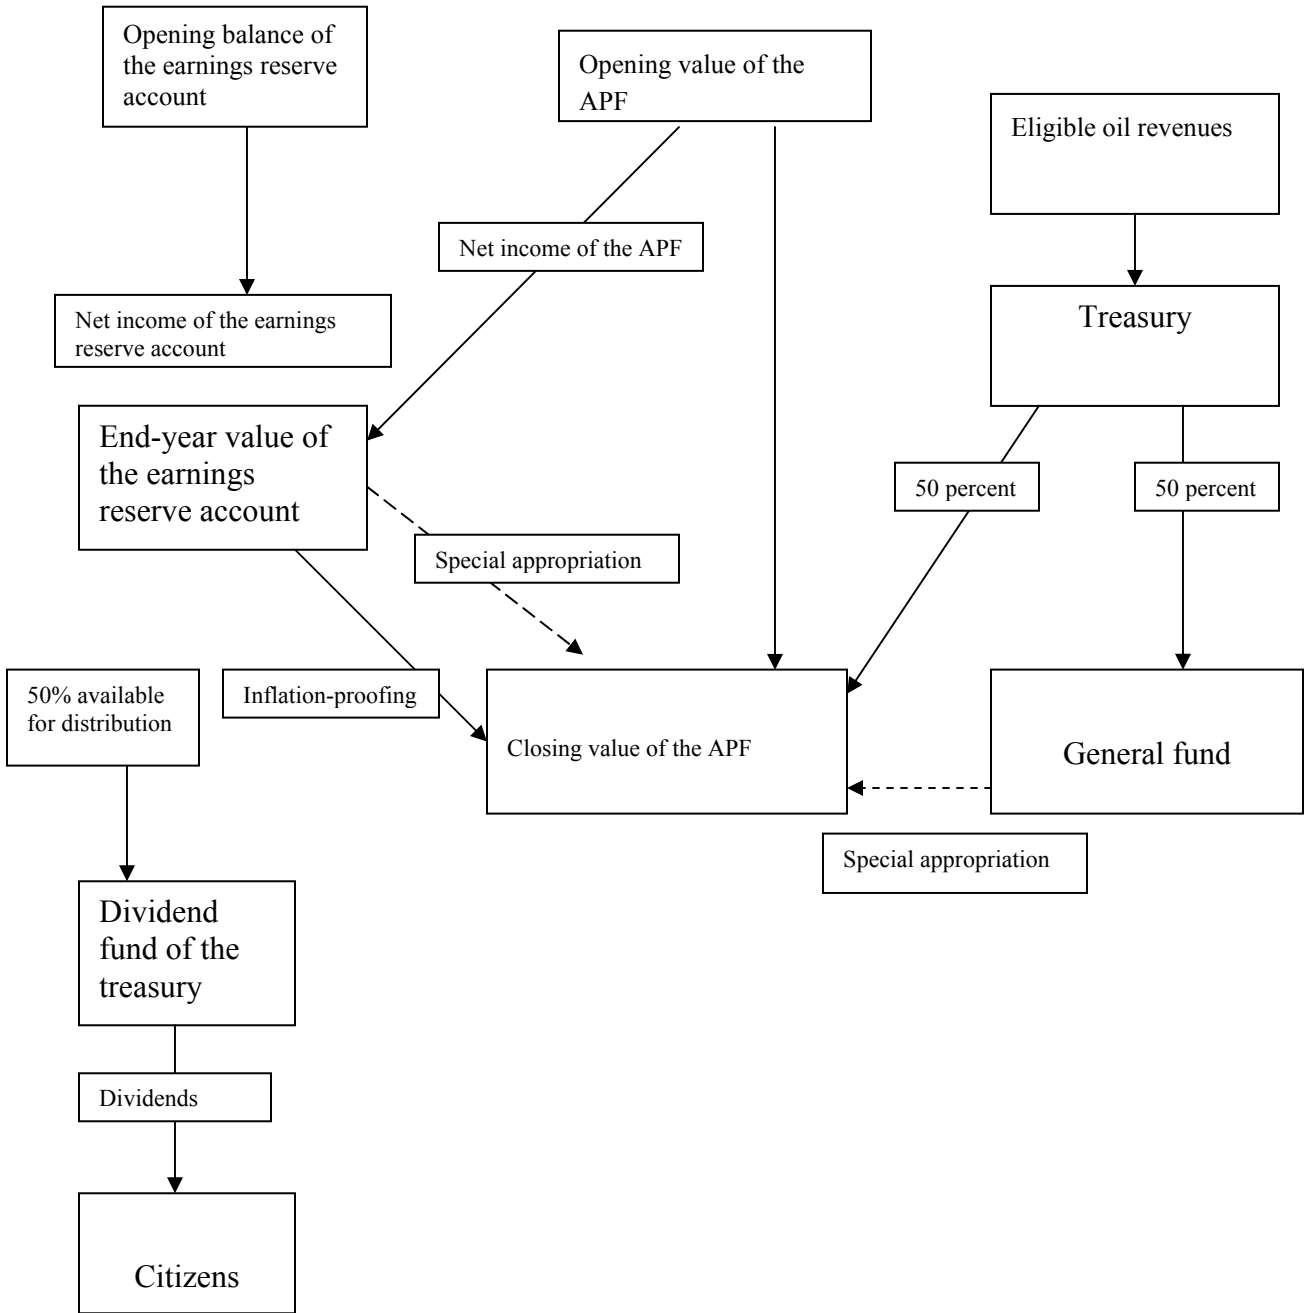 Opening balance of
the earnings reserve
account
Opening value of the
APF
Eligible oil revenues
Net income of the APF
Net income of the earnings
reserve account
Treasury
End-year value of
the earnings
reserve account
50 percent
50 percent
Special appropriation
50% available
for distribution
Inflation-proofing
Closing value of the APF
General fund
Special appropriation
Dividend
fund of the
treasury
Dividends
Citizens